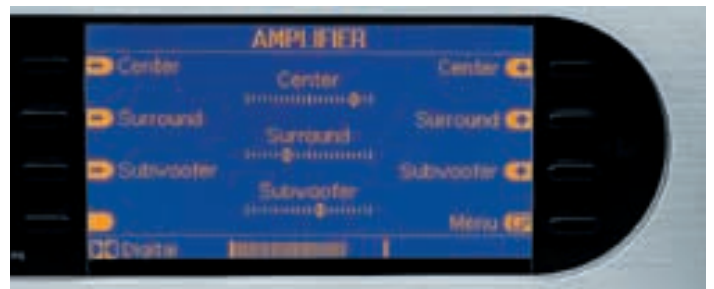 AMPLIFIER
Center Center
Center
Surround Surround
Surround
Subwoofer Subwoofer
Subwoofer
Menu
Digital